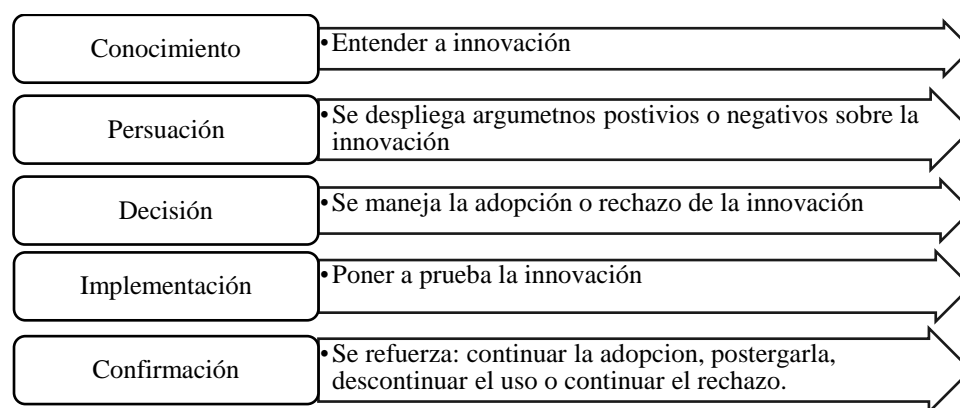 Conocimiento
•Entender a innovación
Persuación
•Se despliega argumetnos postivios o negativos sobre la
innovación
Decisión
•Se maneja la adopción o rechazo de la innovación
Implementación
•Poner a prueba la innovación
Confirmación
•Se refuerza: continuar la adopcion, postergarla,
descontinuar el uso o continuar el rechazo.